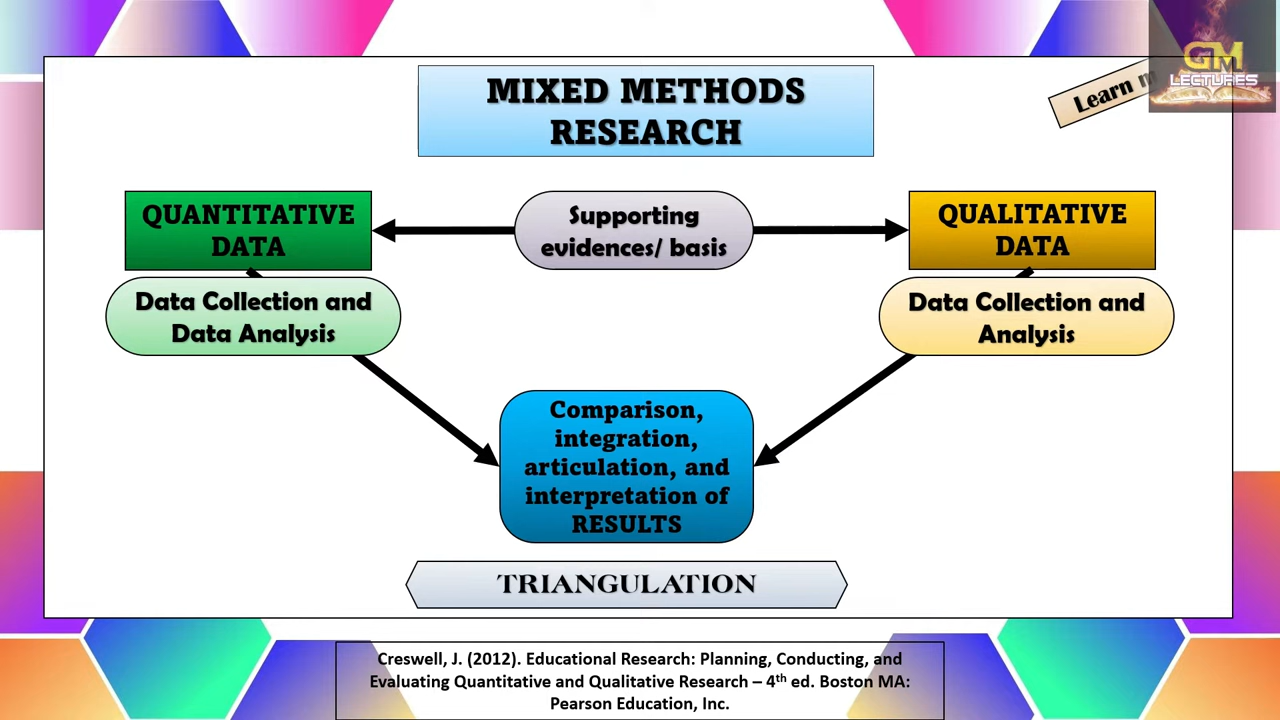 MIXED METHODS
RESEARCH
Learn
GM
LECTURES
QUANTITATIVE
DATA
Supporting
evidences/ basis
QUALITATIVE
DATA
Data Collection and
Data Analysis
Data Collection and
Analysis
Comparison,
integration,
articulation, and
interpretation of
RESULTS
TRIANGULATION
Creswell, J. (2012). Educational Research: Planning, Conducting, and
Evaluating Quantitative and Qualitative Research – 4th ed. Boston MA:
Pearson Education, Inc.